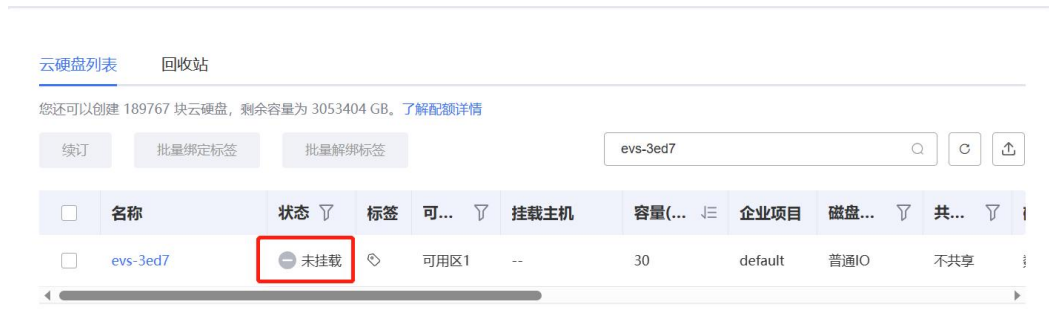 云硬盘列表 回收站
您还可以创建 189767 块云硬盘，剩余容量为 3053404 GB。了解配额详情
续订 批量绑定标签 批量解绑标签 evs-3ed7
名称 状态 标签 可... 挂载主机 容量(... 企业项目 磁盘... 共...
evs-3ed7 未挂载 可用区1 -- 30 default 普通IO 不共享